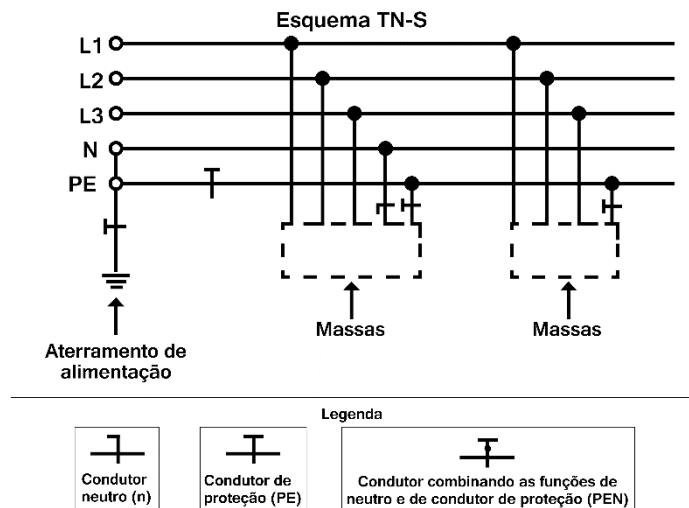 Esquema TN-S
L1
L2
L3
N
PE
Massas
Massas
Aterramento de
alimentação
Legenda
Condutor
neutro (n)
Condutor de
proteção (PE)
Condutor combinando as funções de
neutro e de condutor de proteção (PEN)